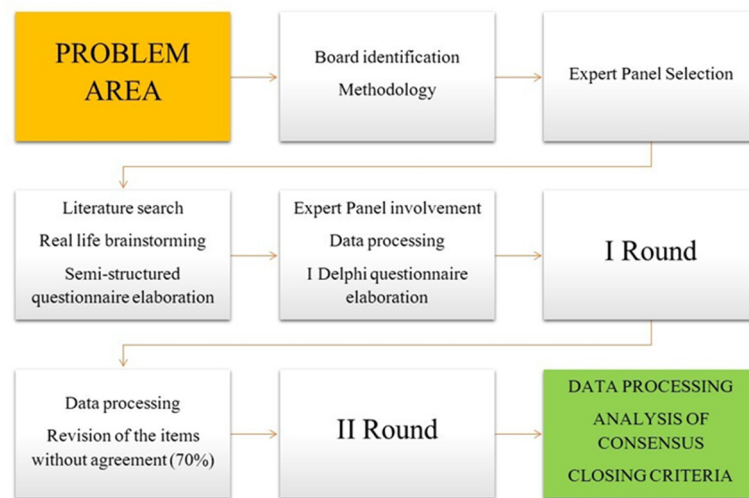 PROBLEM
AREA
Board identification
Methodology
Expert Panel Selection
Literature search
Real life brainstorming
Semi-structured
questionnaire elaboration
Expert Panel involvement
Data processing
I Delphi questionnaire
elaboration
I Round
Data processing
Revision of the items
without agreement (70%)
II Round
DATA PROCESSING
ANALYSIS OF
CONSENSUS
CLOSING CRITERIA